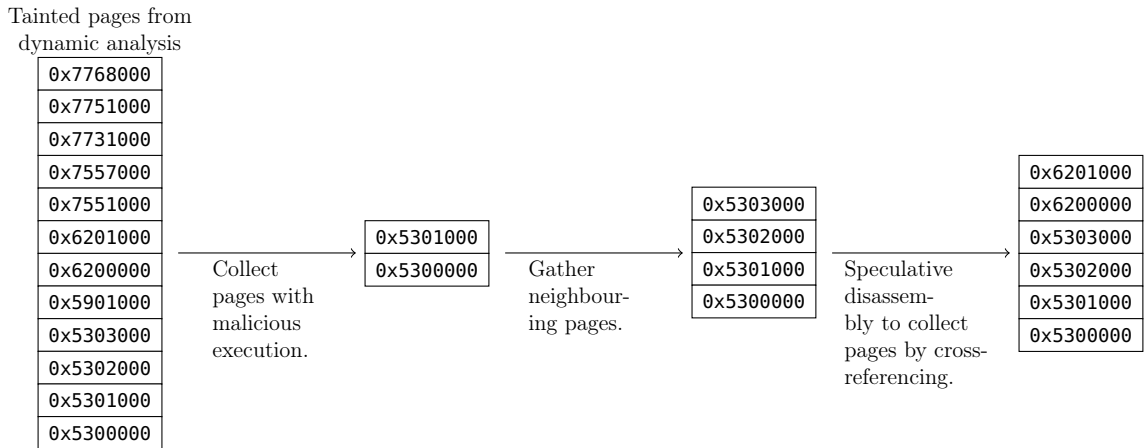 Tainted pages from
dynamic analysis
0x7768000
0x7751000
0x7731000
0x7557000
0x7551000
0x6201000
0x6200000
0x5901000
0x5303000
0x5302000
0x5301000
0x5300000
Collect
pages with
malicious
execution.
0x5301000
0x5300000
Gather
neighbour-
ing pages.
0x5303000
0x5302000
0x5301000
0x5300000
Speculative
disassem-
bly to collect
pages by cross-
referencing.
0x6201000
0x6200000
0x5303000
0x5302000
0x5301000
0x5300000